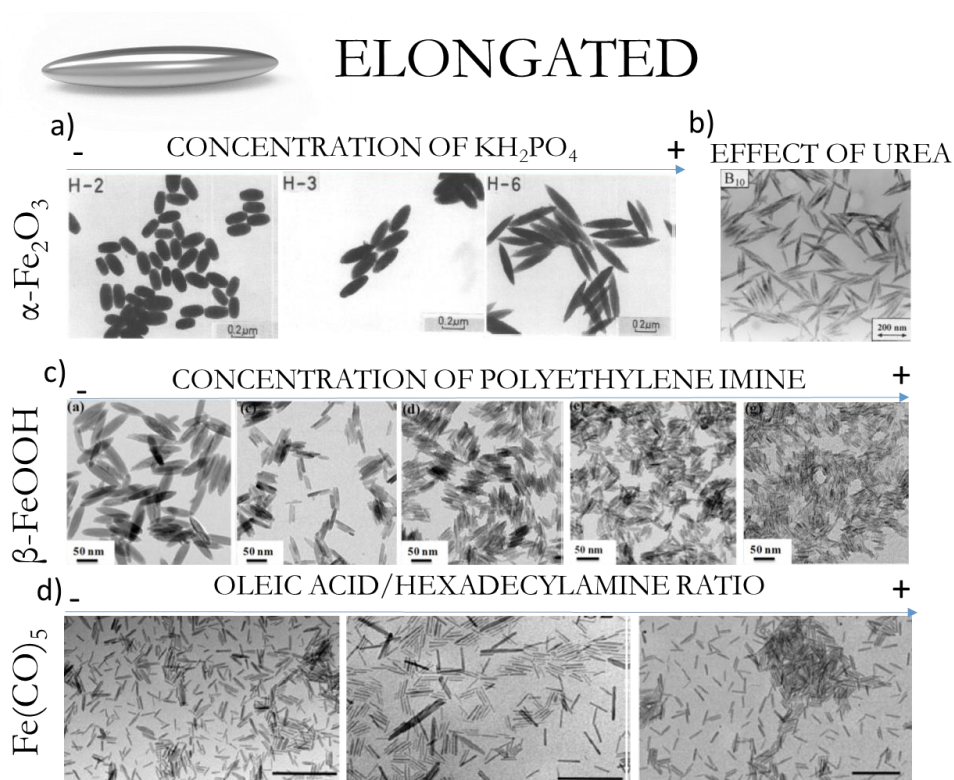 ELONGATED
a)
- CONCENTRATION OF KH₂PO₄ +
b)
EFFECT OF UREA
α-Fe₂O₃
H-2
0.2μm
H-3
0.2μm
H-6
0.2μm
B₁₀
200 nm
c)
- CONCENTRATION OF POLYETHYLENE IMINE +
β-FeOOH
(a)
50 nm
(c)
50 nm
(d)
50 nm
(e)
50 nm
(g)
50 nm
d)
- OLEIC ACID/HEXADECYLAMINE RATIO +
Fe(CO)₅